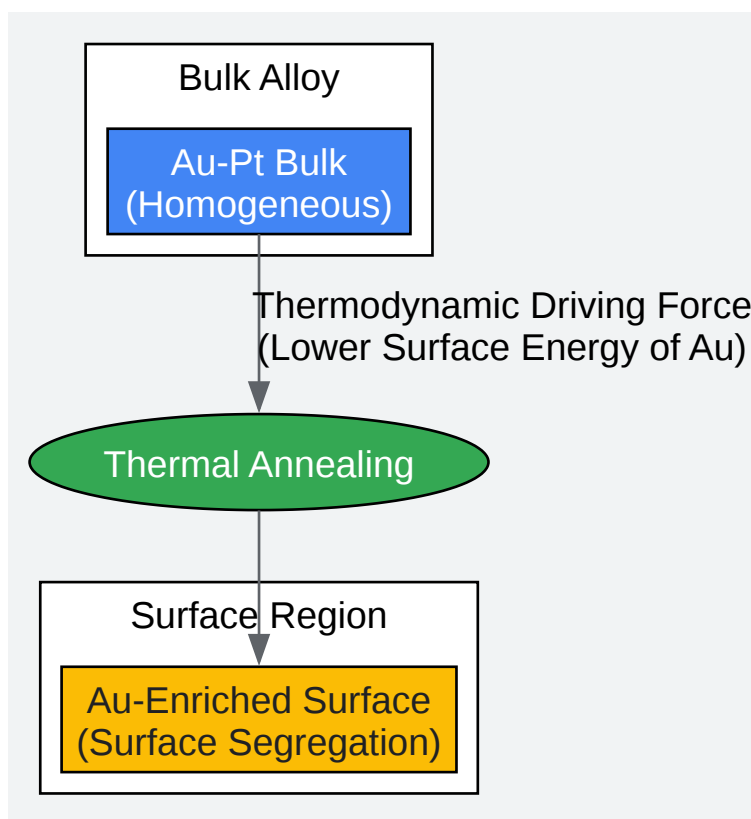 Bulk Alloy
Au-Pt Bulk
(Homogeneous)
Thermodynamic Driving Force
(Lower Surface Energy of Au)
Thermal Annealing
Surface Region
Au-Enriched Surface
(Surface Segregation)